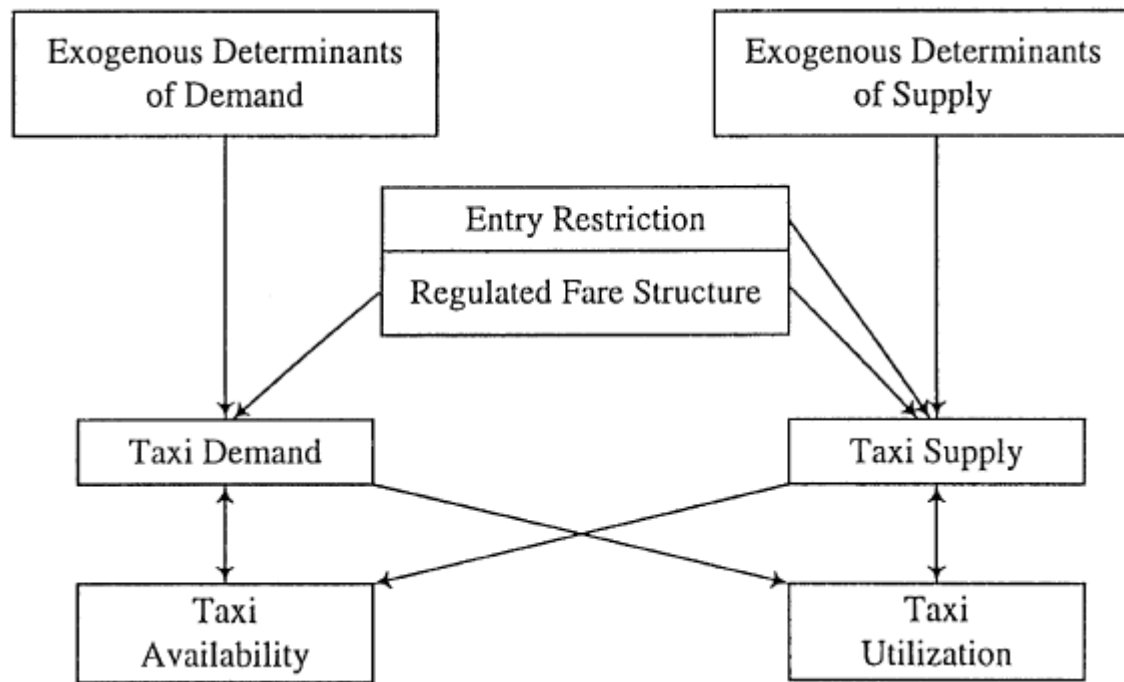 Exogenous Determinants
of Demand
Exogenous Determinants
of Supply
Entry Restriction
Regulated Fare Structure
Taxi Demand
Taxi Supply
Taxi
Availability
Taxi
Utilization